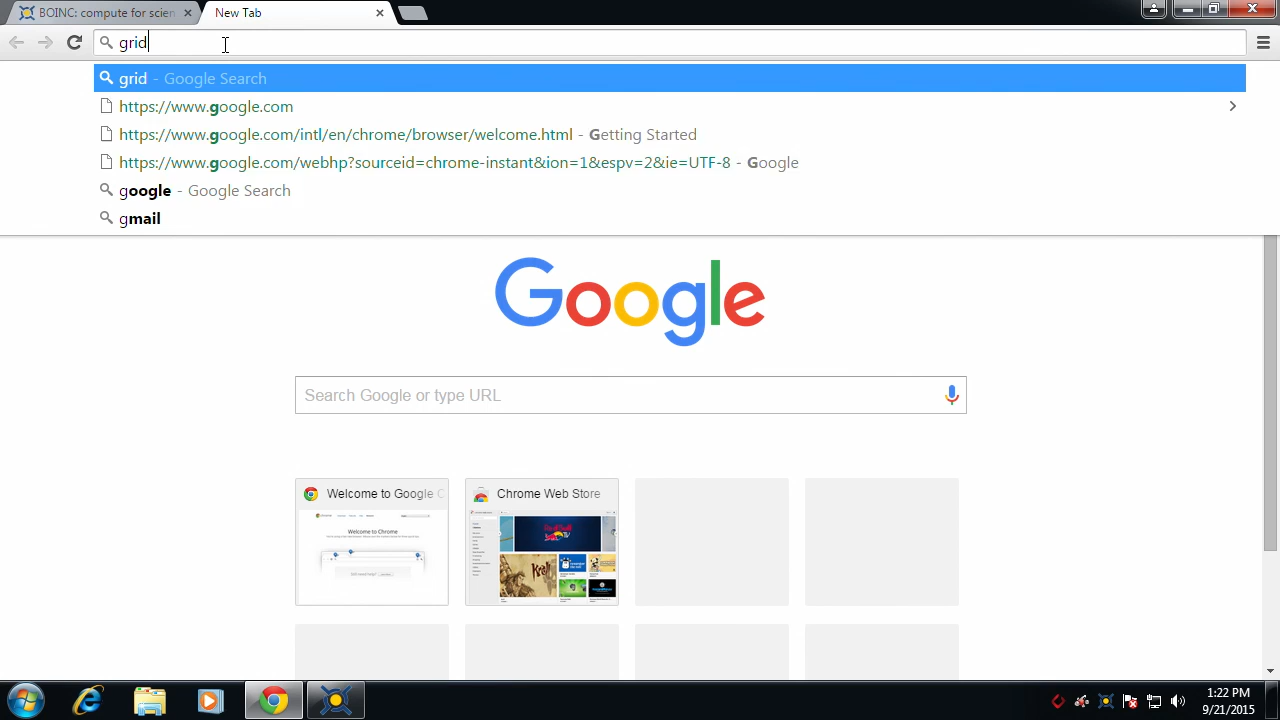 BOINC: compute for scien
New Tab
grid
grid - Google Search
https://www.google.com
https://www.google.com/intl/en/chrome/browser/welcome.html - Getting Started
https://www.google.com/webhp?sourceid=chrome-instant&ion=1&espv=2&ie=UTF-8 - Google
google - Google Search
gmail
Google
Search Google or type URL
Welcome to Google C
Chrome Web Store
Welcome to Chrome
1:22 PM
9/21/2015